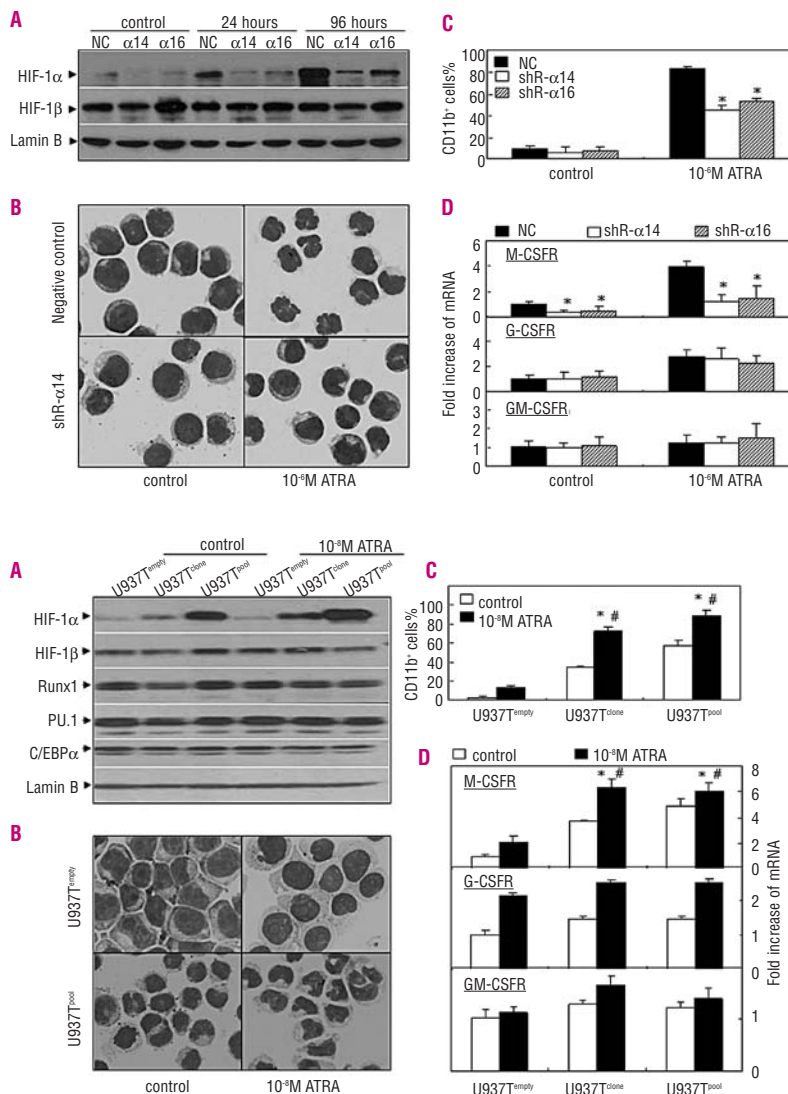 A
control 24 hours 96 hours
NC α14 α16 NC α14 α16 NC α14 α16
HIF-1α
HIF-1β
Lamin B
B
Negative control
shR-α14
control 10⁻⁶M ATRA
C
CD11b⁺ cells%
100
80
60
40
20
0
NC
shR-α14
shR-α16
* *
control 10⁻⁶M ATRA
D
NC shR-α14 shR-α16
Fold increase of mRNA
M-CSFR
6
4
2
0
* * * *
G-CSFR
4
2
0
GM-CSFR
4
2
0
control 10⁻⁶M ATRA
A
control 10⁻⁸M ATRA
U937Tᵉᵐᵖᵗʸ U937Tᶜˡᵒⁿᵉ U937Tᵖᵒᵒˡ U937Tᵉᵐᵖᵗʸ U937Tᶜˡᵒⁿᵉ U937Tᵖᵒᵒˡ
HIF-1α
HIF-1β
Runx1
PU.1
C/EBPα
Lamin B
B
U937Tᵉᵐᵖᵗʸ
U937Tᵖᵒᵒˡ
control 10⁻⁸M ATRA
C
CD11b⁺ cells%
100
80
60
40
20
0
control
10⁻⁸M ATRA
* # * #
U937Tᵉᵐᵖᵗʸ U937Tᶜˡᵒⁿᵉ U937Tᵖᵒᵒˡ
D
control 10⁻⁸M ATRA
M-CSFR
* # * #
8
6
4
2
0
G-CSFR
2
1
0
GM-CSFR
1
0
Fold increase of mRNA
U937Tᵉᵐᵖᵗʸ U937Tᶜˡᵒⁿᵉ U937Tᵖᵒᵒˡ